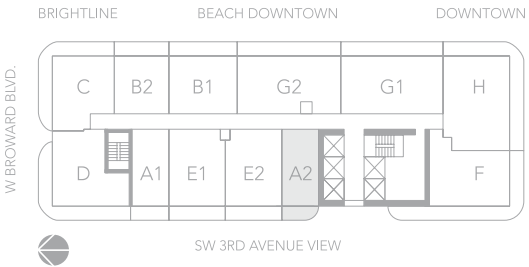 BRIGHTLINE BEACH DOWNTOWN DOWNTOWN
W BROWARD BLVD.
C B2 B1 G2 G1 H
D A1 E1 E2 A2 F
SW 3RD AVENUE VIEW